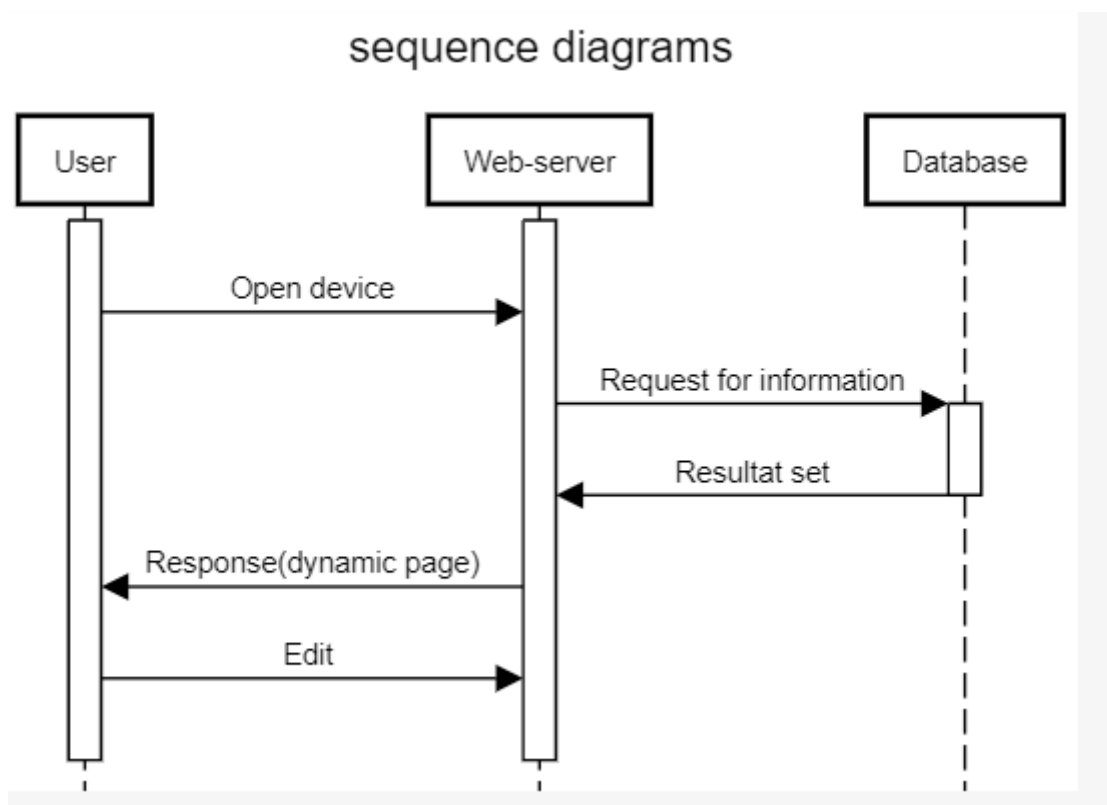 sequence diagrams
User
Web-server
Database
Open device
Request for information
Resultat set
Response(dynamic page)
Edit